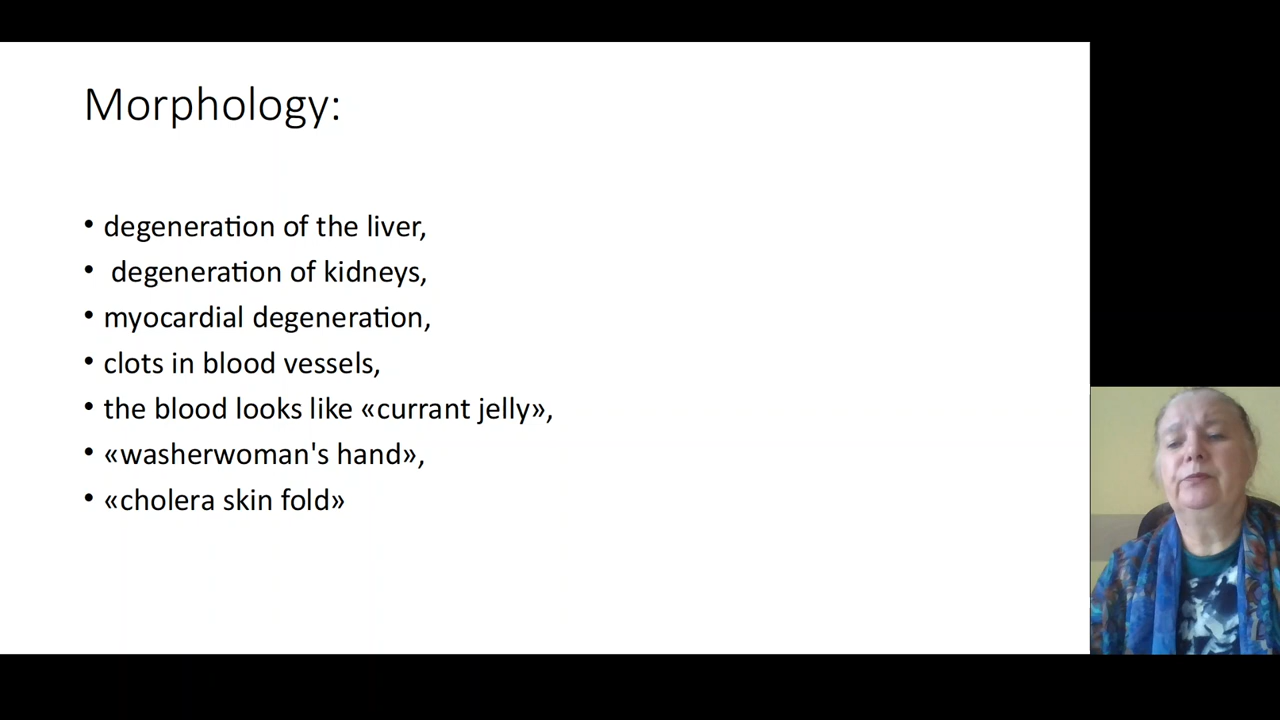 Morphology:
• degeneration of the liver,
• degeneration of kidneys,
• myocardial degeneration,
• clots in blood vessels,
• the blood looks like «currant jelly»,
• «washerwoman's hand»,
• «cholera skin fold»